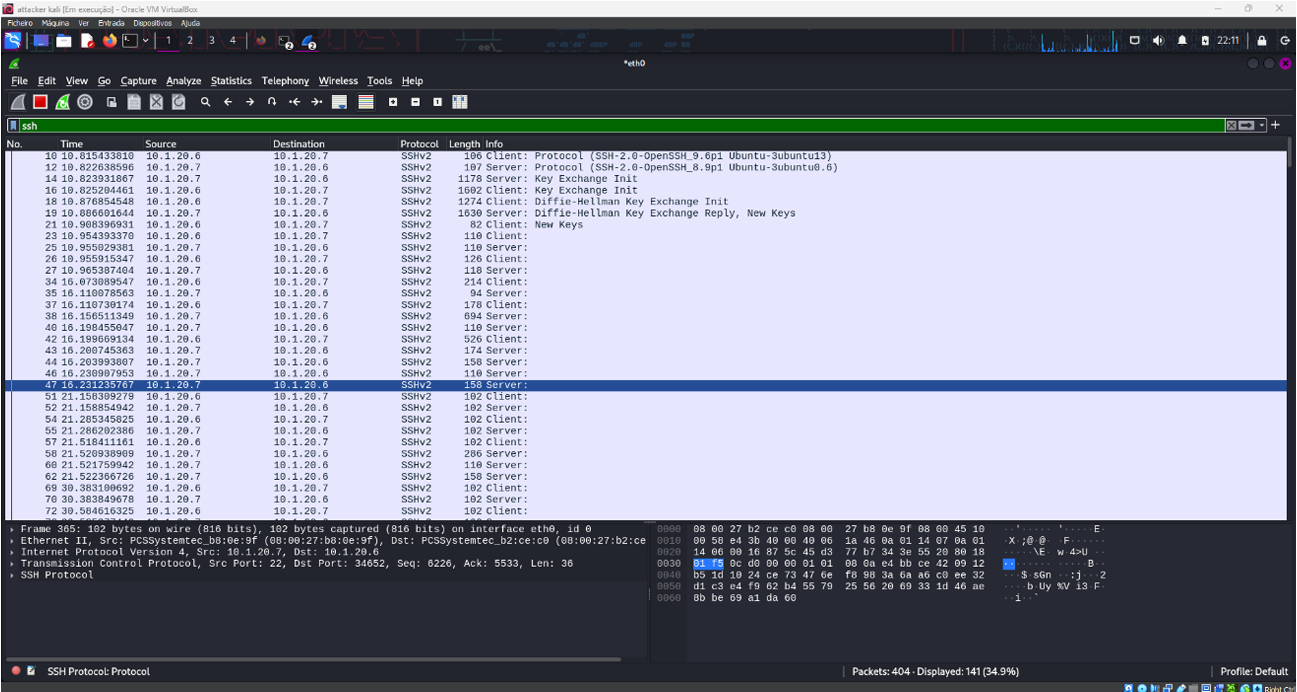 attacker kali [Em execução] - Oracle VM VirtualBox
Ficheiro Máquina Ver Entrada Dispositivos Ajuda
1 2 3 4 2 2 22:11
*eth0
File Edit View Go Capture Analyze Statistics Telephony Wireless Tools Help
ssh
No. Time Source Destination Protocol Length Info
10 10.815433810 10.1.20.6 10.1.20.7 SSHv2 106 Client: Protocol (SSH-2.0-OpenSSH_9.6p1 Ubuntu-3ubuntu13)
12 10.822638596 10.1.20.7 10.1.20.6 SSHv2 107 Server: Protocol (SSH-2.0-OpenSSH_8.9p1 Ubuntu-3ubuntu0.6)
14 10.823931867 10.1.20.7 10.1.20.6 SSHv2 1178 Server: Key Exchange Init
16 10.825204461 10.1.20.6 10.1.20.7 SSHv2 1602 Client: Key Exchange Init
18 10.876854548 10.1.20.6 10.1.20.7 SSHv2 1274 Client: Diffie-Hellman Key Exchange Init
19 10.886601644 10.1.20.7 10.1.20.6 SSHv2 1630 Server: Diffie-Hellman Key Exchange Reply, New Keys
21 10.908396931 10.1.20.6 10.1.20.7 SSHv2 82 Client: New Keys
23 10.954393370 10.1.20.6 10.1.20.7 SSHv2 110 Client:
25 10.955029381 10.1.20.7 10.1.20.6 SSHv2 110 Server:
26 10.955915347 10.1.20.6 10.1.20.7 SSHv2 126 Client:
27 10.965387404 10.1.20.7 10.1.20.6 SSHv2 118 Server:
34 16.073089547 10.1.20.6 10.1.20.7 SSHv2 214 Client:
35 16.110078563 10.1.20.7 10.1.20.6 SSHv2 94 Server:
37 16.110730174 10.1.20.6 10.1.20.7 SSHv2 178 Client:
38 16.156511349 10.1.20.7 10.1.20.6 SSHv2 694 Server:
40 16.198455047 10.1.20.7 10.1.20.6 SSHv2 110 Server:
42 16.199669134 10.1.20.6 10.1.20.7 SSHv2 526 Client:
43 16.200745363 10.1.20.7 10.1.20.6 SSHv2 174 Server:
44 16.203993807 10.1.20.7 10.1.20.6 SSHv2 158 Server:
46 16.230907953 10.1.20.7 10.1.20.6 SSHv2 110 Server:
47 16.231235767 10.1.20.7 10.1.20.6 SSHv2 158 Server:
51 21.158309279 10.1.20.6 10.1.20.7 SSHv2 102 Client:
52 21.158854942 10.1.20.7 10.1.20.6 SSHv2 102 Server:
54 21.285345825 10.1.20.6 10.1.20.7 SSHv2 102 Client:
55 21.286202386 10.1.20.7 10.1.20.6 SSHv2 102 Server:
57 21.518411161 10.1.20.6 10.1.20.7 SSHv2 102 Client:
58 21.520938909 10.1.20.7 10.1.20.6 SSHv2 286 Server:
60 21.521759942 10.1.20.7 10.1.20.6 SSHv2 110 Server:
62 21.522366726 10.1.20.7 10.1.20.6 SSHv2 158 Server:
69 30.383100692 10.1.20.6 10.1.20.7 SSHv2 102 Client:
70 30.383849678 10.1.20.7 10.1.20.6 SSHv2 102 Server:
72 30.584616325 10.1.20.6 10.1.20.7 SSHv2 102 Client:
Frame 365: 102 bytes on wire (816 bits), 102 bytes captured (816 bits) on interface eth0, id 0
Ethernet II, Src: PCSSystemtec_b8:0e:9f (08:00:27:b8:0e:9f), Dst: PCSSystemtec_b2:ce:c0 (08:00:27:b2:ce
Internet Protocol Version 4, Src: 10.1.20.7, Dst: 10.1.20.6
Transmission Control Protocol, Src Port: 22, Dst Port: 34652, Seq: 6226, Ack: 5533, Len: 36
SSH Protocol
0000 08 00 27 b2 ce c0 08 00 27 b8 0e 9f 08 00 45 10 ··'····· '·····E·
0010 00 58 e4 3b 40 00 40 06 1a 46 0a 01 14 07 0a 01 ·X·;@·@· ·F······
0020 14 06 00 16 87 5c 45 d3 77 b7 34 3e 55 20 80 18 ·····\E· w·4>U ··
0030 01 f5 0c d0 00 00 01 01 08 0a e4 bb ce 42 09 12 ········ ·····B··
0040 b5 1d 10 24 ce 73 47 6e f8 98 3a 6a a6 c0 ee 32 ···$·sGn ··:j···2
0050 d1 c3 e4 f9 62 b4 55 79 25 56 20 69 33 1d 46 ae ····b·Uy %V i3·F·
0060 8b be 69 a1 da 60 ··i··`
SSH Protocol: Protocol
Packets: 404 · Displayed: 141 (34.9%)
Profile: Default
Right Ctrl